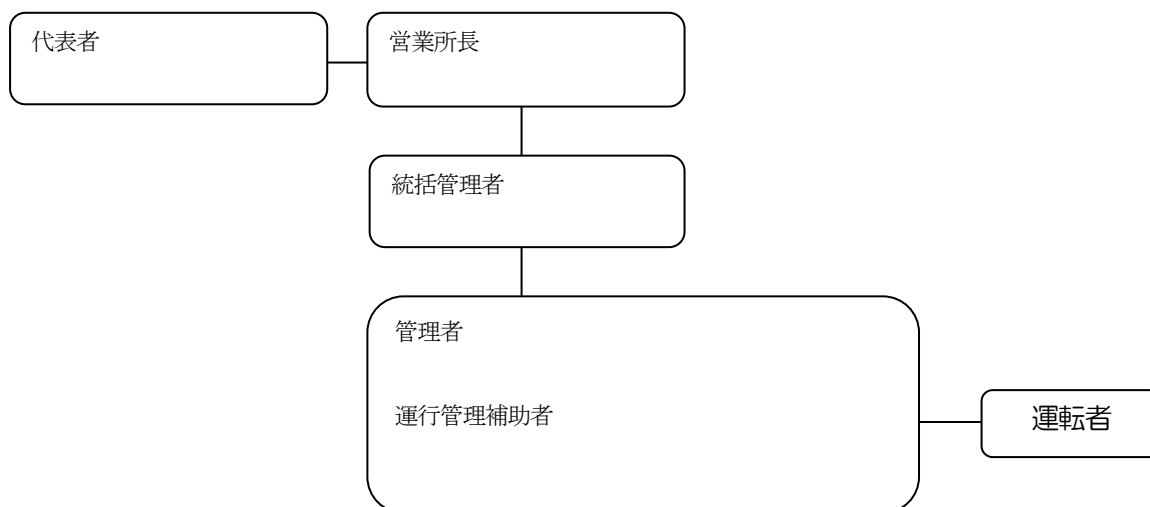 代表者
営業所長
統括管理者
管理者
運行管理補助者
運転者